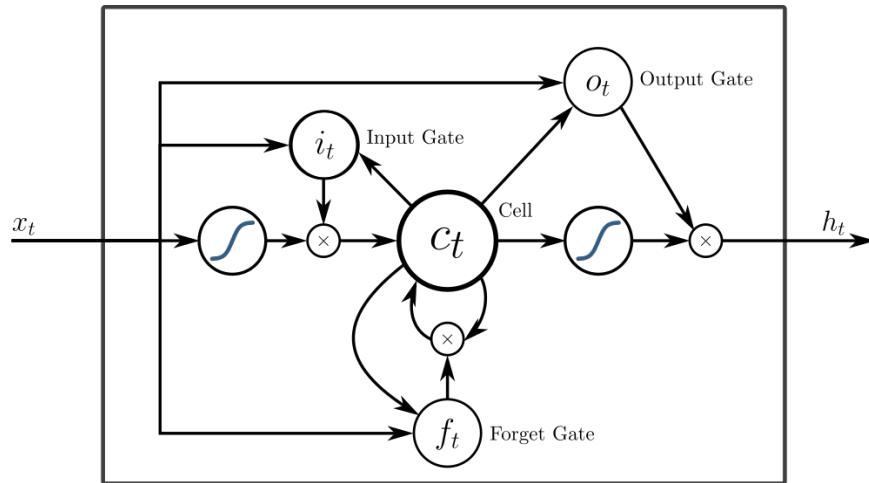 o_t Output Gate
i_t Input Gate
x_t
×
c_t
Cell
×
h_t
×
f_t Forget Gate